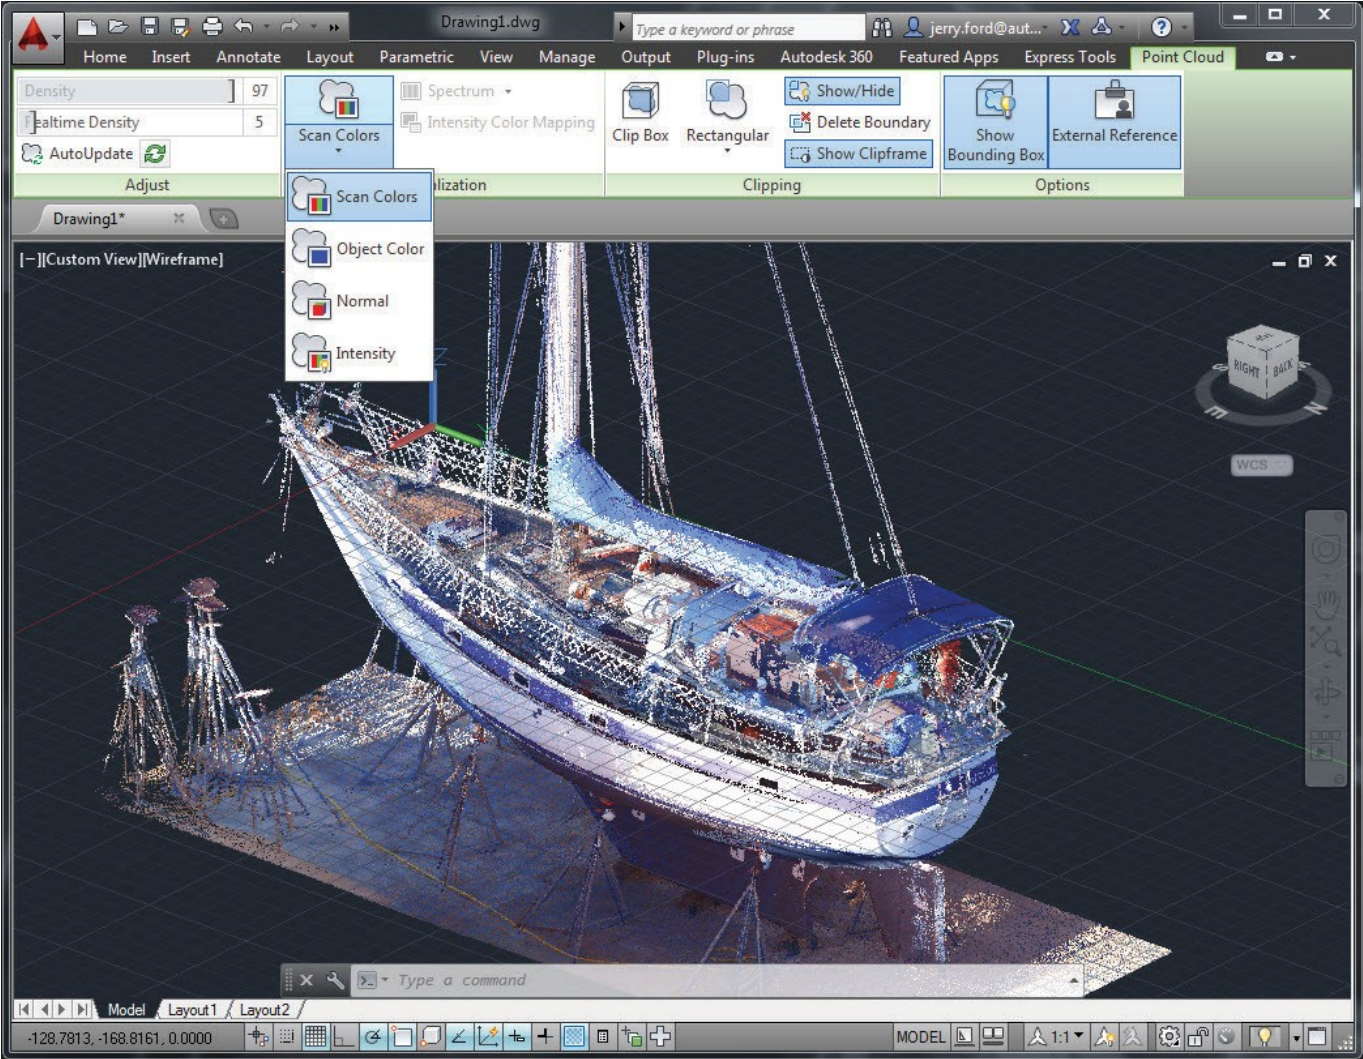 Drawing1.dwg
Type a keyword or phrase
jerry.ford@aut...
Home Insert Annotate Layout Parametric View Manage Output Plug-ins Autodesk 360 Featured Apps Express Tools Point Cloud
Density 97
Realtime Density 5
AutoUpdate
Adjust
Scan Colors
Spectrum
Intensity Color Mapping
lization
Clip Box
Rectangular
Show/Hide
Delete Boundary
Show Clipframe
Clipping
Show
Bounding Box
External Reference
Options
Scan Colors
Object Color
Normal
Intensity
Drawing1*
[−][Custom View][Wireframe]
Z
RIGHT BACK
E N
WCS
Type a command
Model Layout1 Layout2
-128.7813, -168.8161, 0.0000
MODEL
1:1